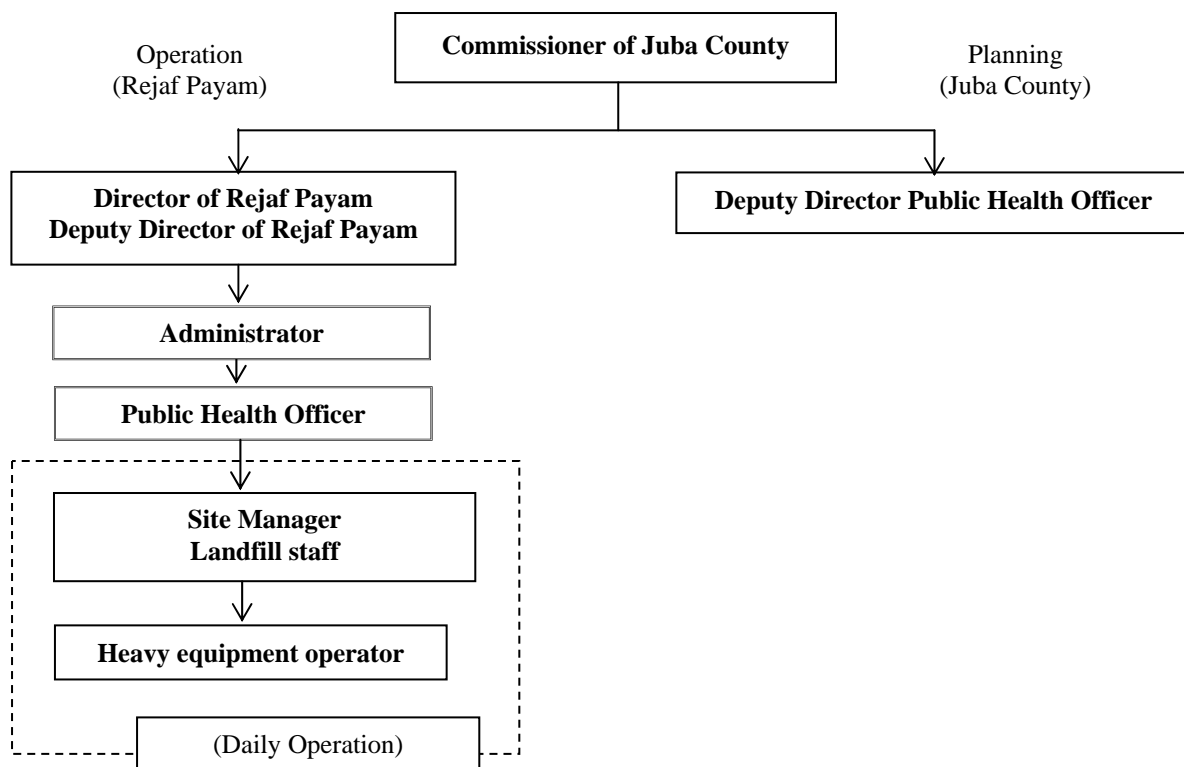 Commissioner of Juba County
Operation
(Rejaf Payam)
Planning
(Juba County)
Director of Rejaf Payam
Deputy Director of Rejaf Payam
Deputy Director Public Health Officer
Administrator
Public Health Officer
Site Manager
Landfill staff
Heavy equipment operator
(Daily Operation)